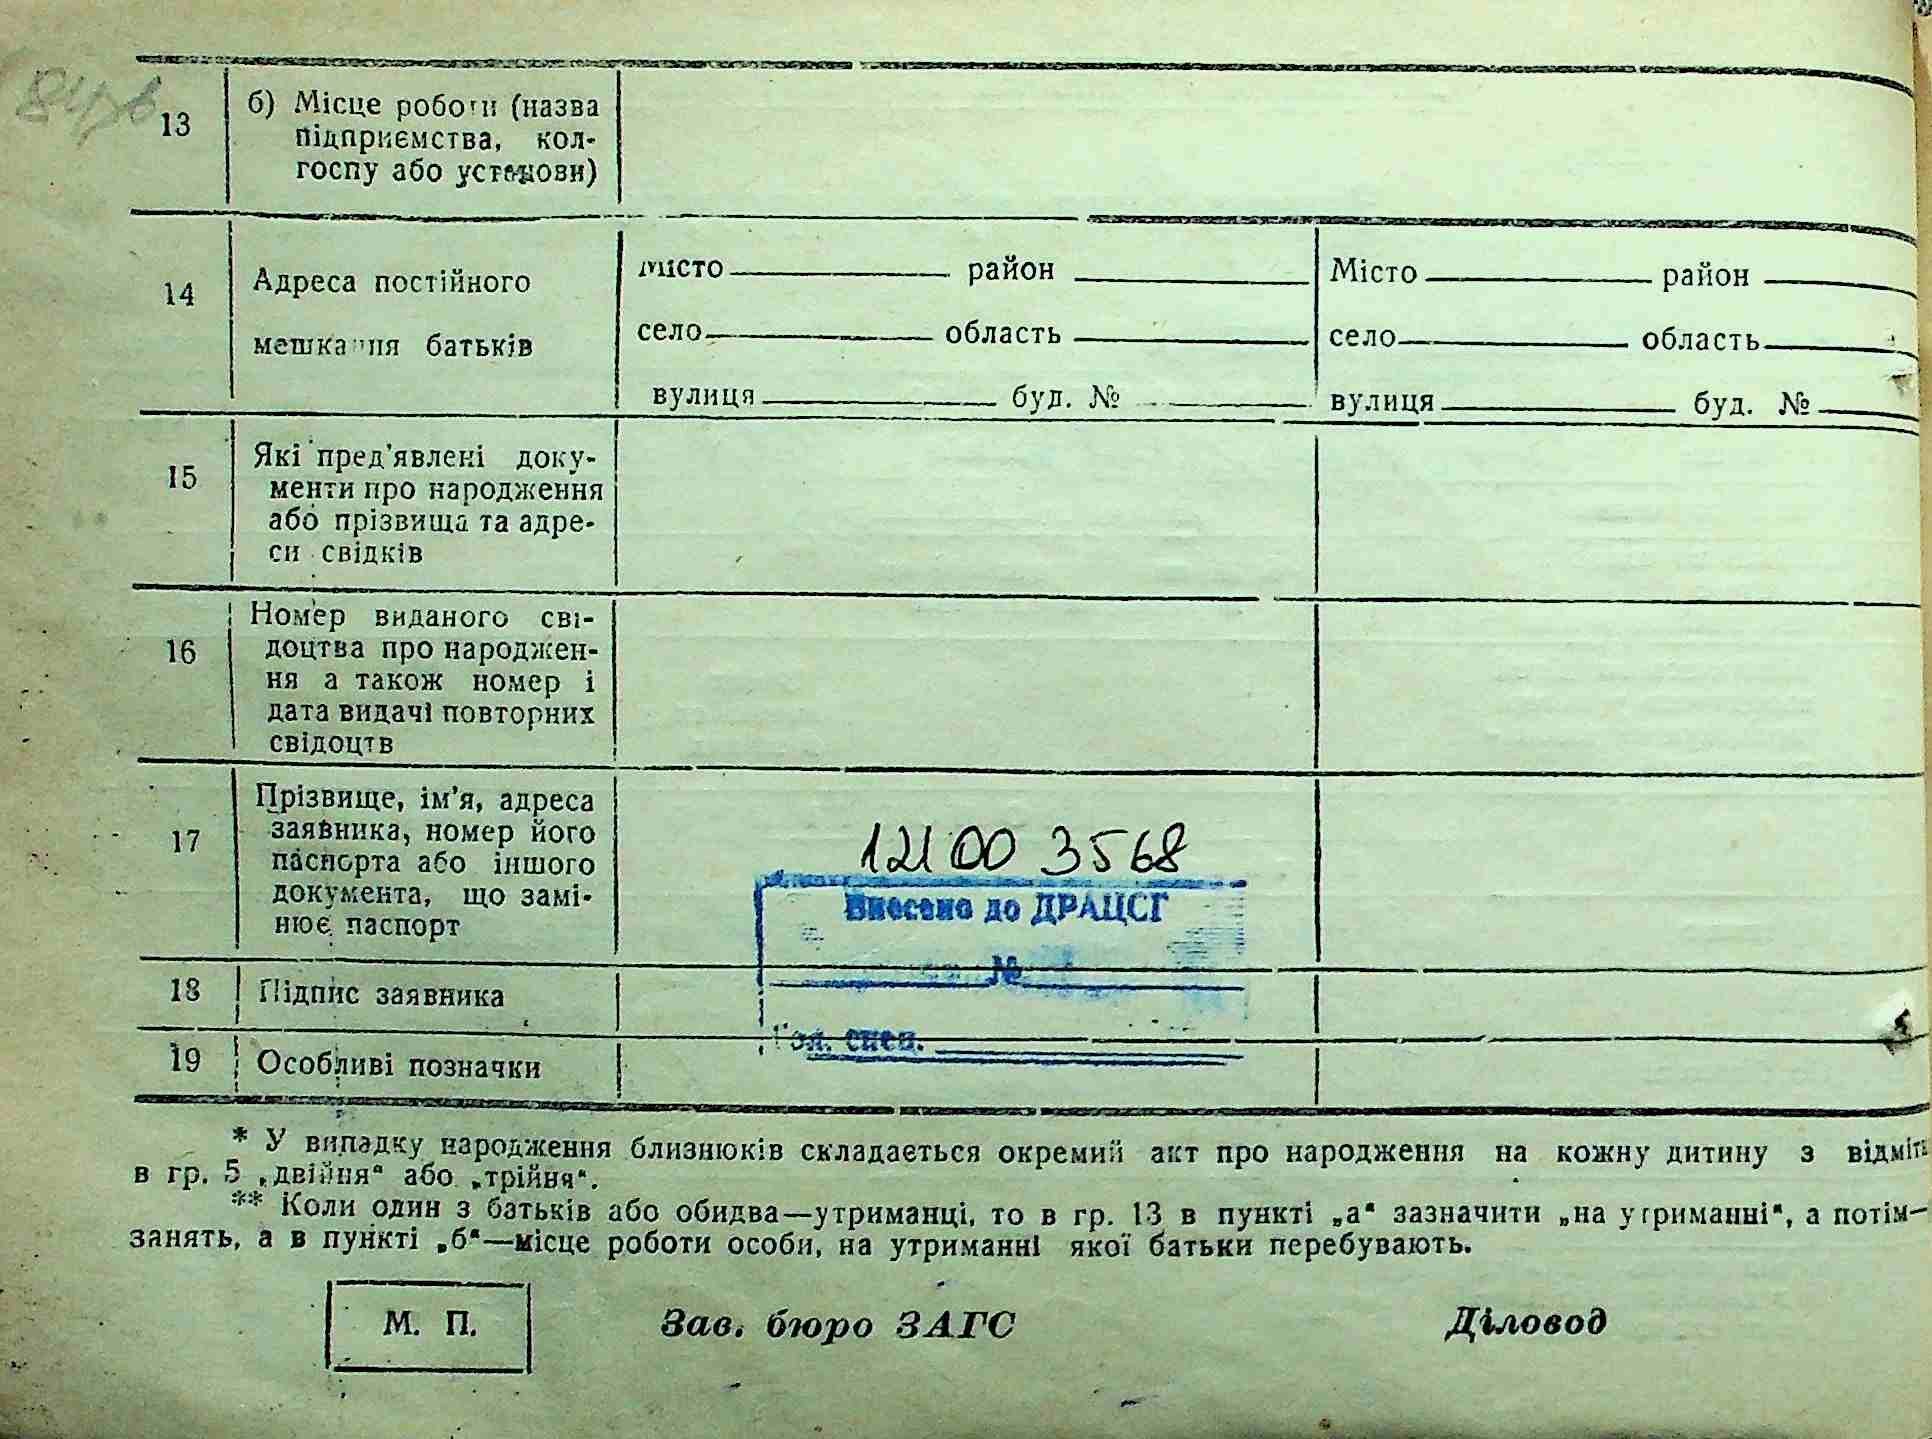 13
б) Місце роботи (назва
підприємства, кол-
госпу або установи)
14
Адреса постійного
мешкання батьків
Місто район
село область
вулиця буд. №
Місто район
село область
вулиця буд. №
15
Які пред'явлені доку-
менти про народження
або прізвища та адре-
си свідків
16
Номер виданого сві-
доцтва про народжен-
ня а також номер і
дата видачі повторних
свідоцтв
17
Прізвище, ім'я, адреса
заявника, номер його
паспорта або іншого
документа, що замі-
нює паспорт
121 00 3568
Внесено до ДРАЦСГ
№
Гол. спец.
18
Підпис заявника
19
Особливі позначки
* У випадку народження близнюків складається окремий акт про народження на кожну дитину з відміт
в гр. 5 „двійня“ або „трійня“.
** Коли один з батьків або обидва—утриманці, то в гр. 13 в пункті „а“ зазначити „на утриманні“, а потім—
занять, а в пункті „б“—місце роботи особи, на утриманні якої батьки перебувають.
М. П.
Зав. бюро ЗАГС
Діловод